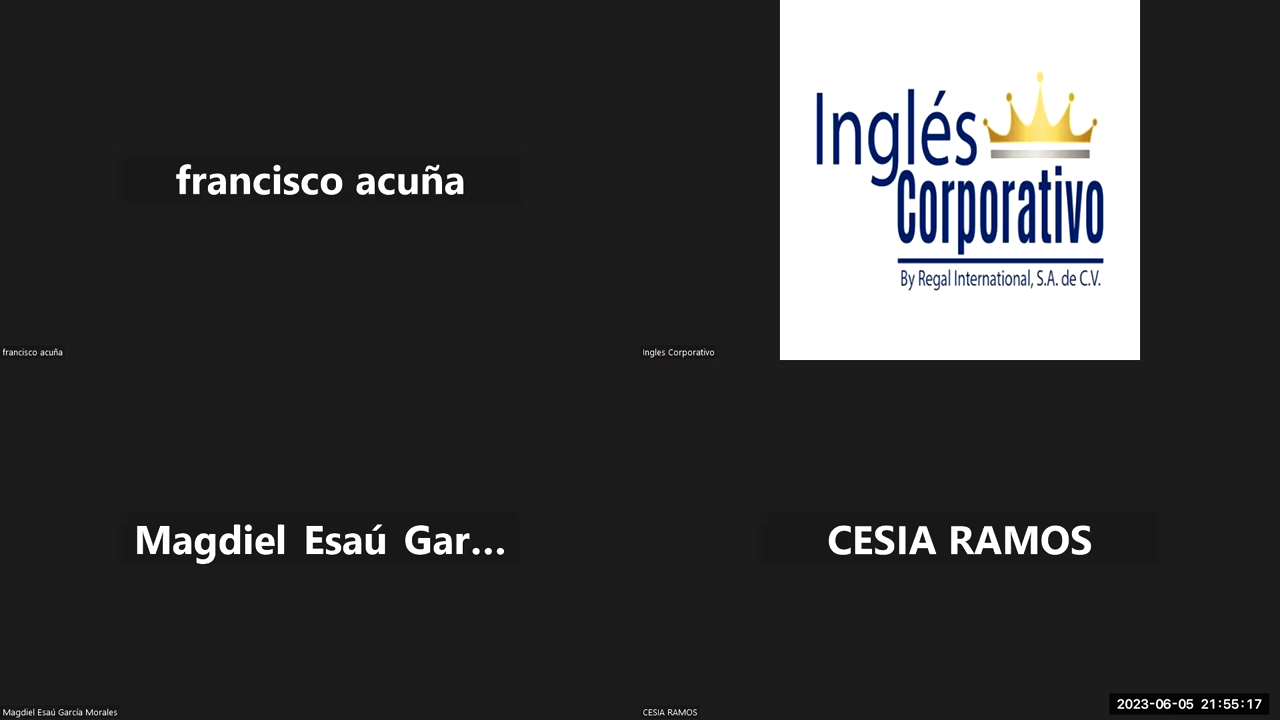 francisco acuña
francisco acuña
Inglés
Corporativo
By Regal International, S.A. de C.V.
Ingles Corporativo
Magdiel Esaú Gar...
Magdiel Esaú García Morales
CESIA RAMOS
CESIA RAMOS
2023-06-05 21:55:17